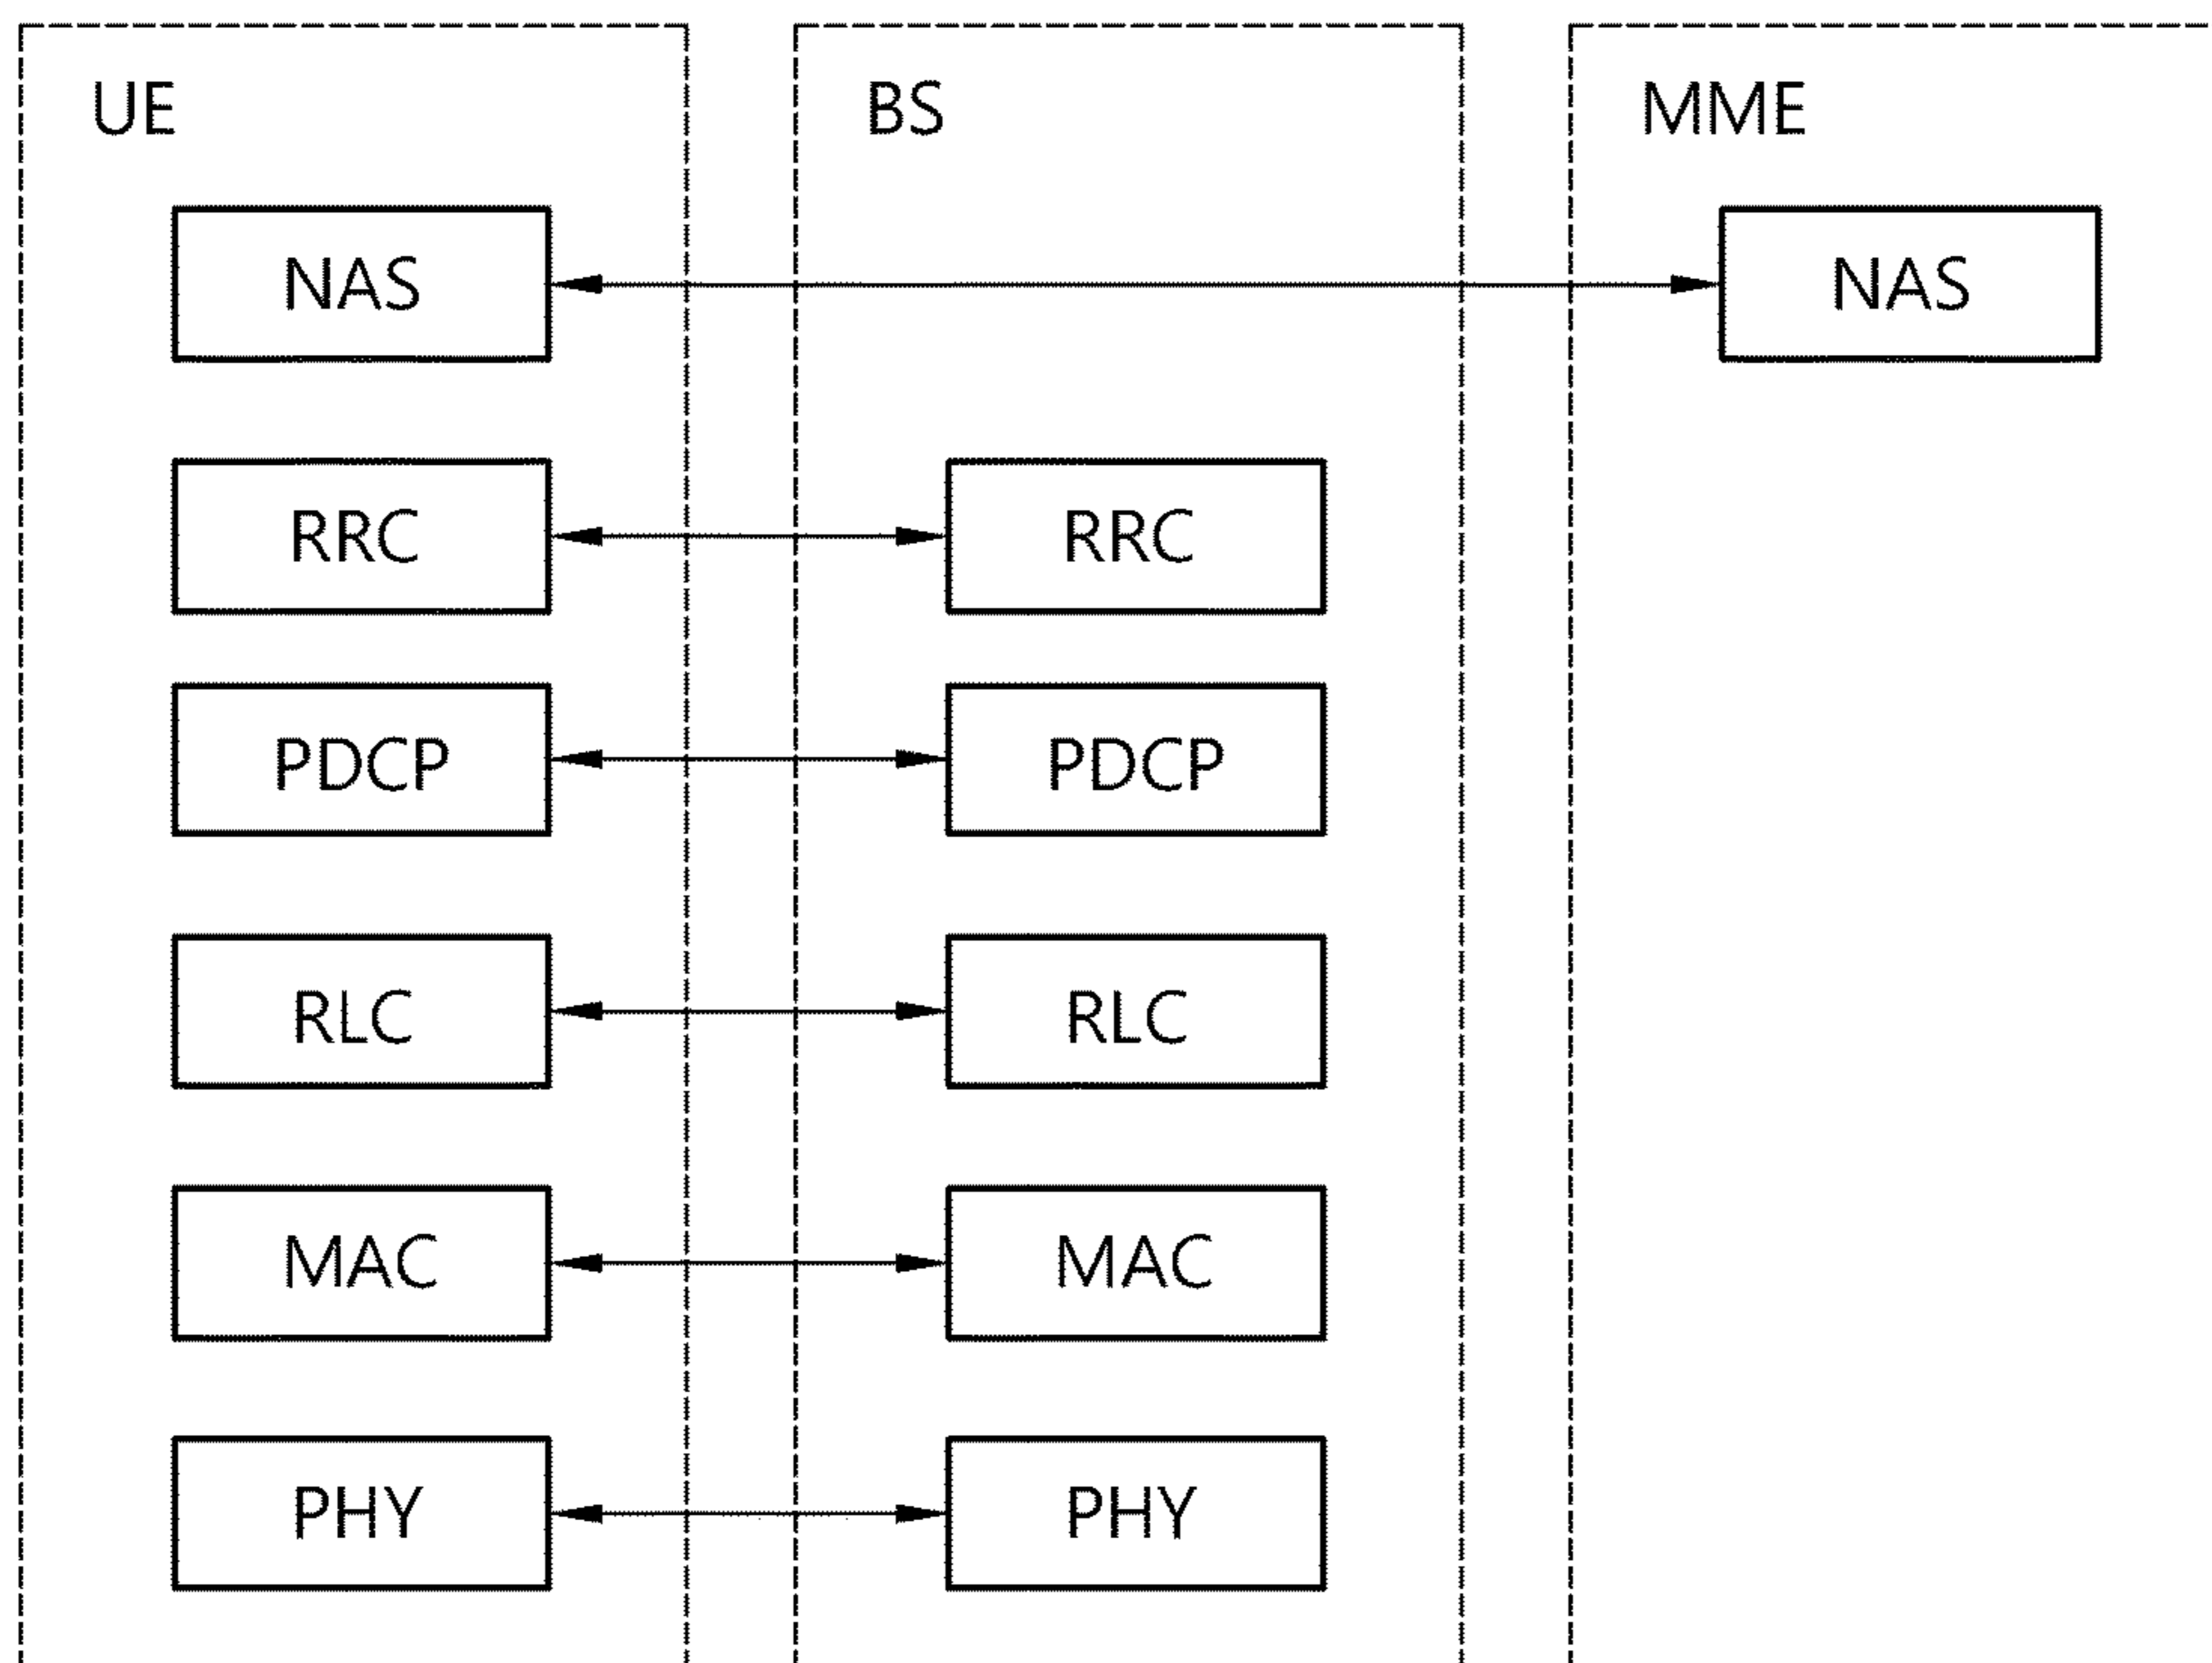 UE BS MME
NAS NAS
RRC RRC
PDCP PDCP
RLC RLC
MAC MAC
PHY PHY